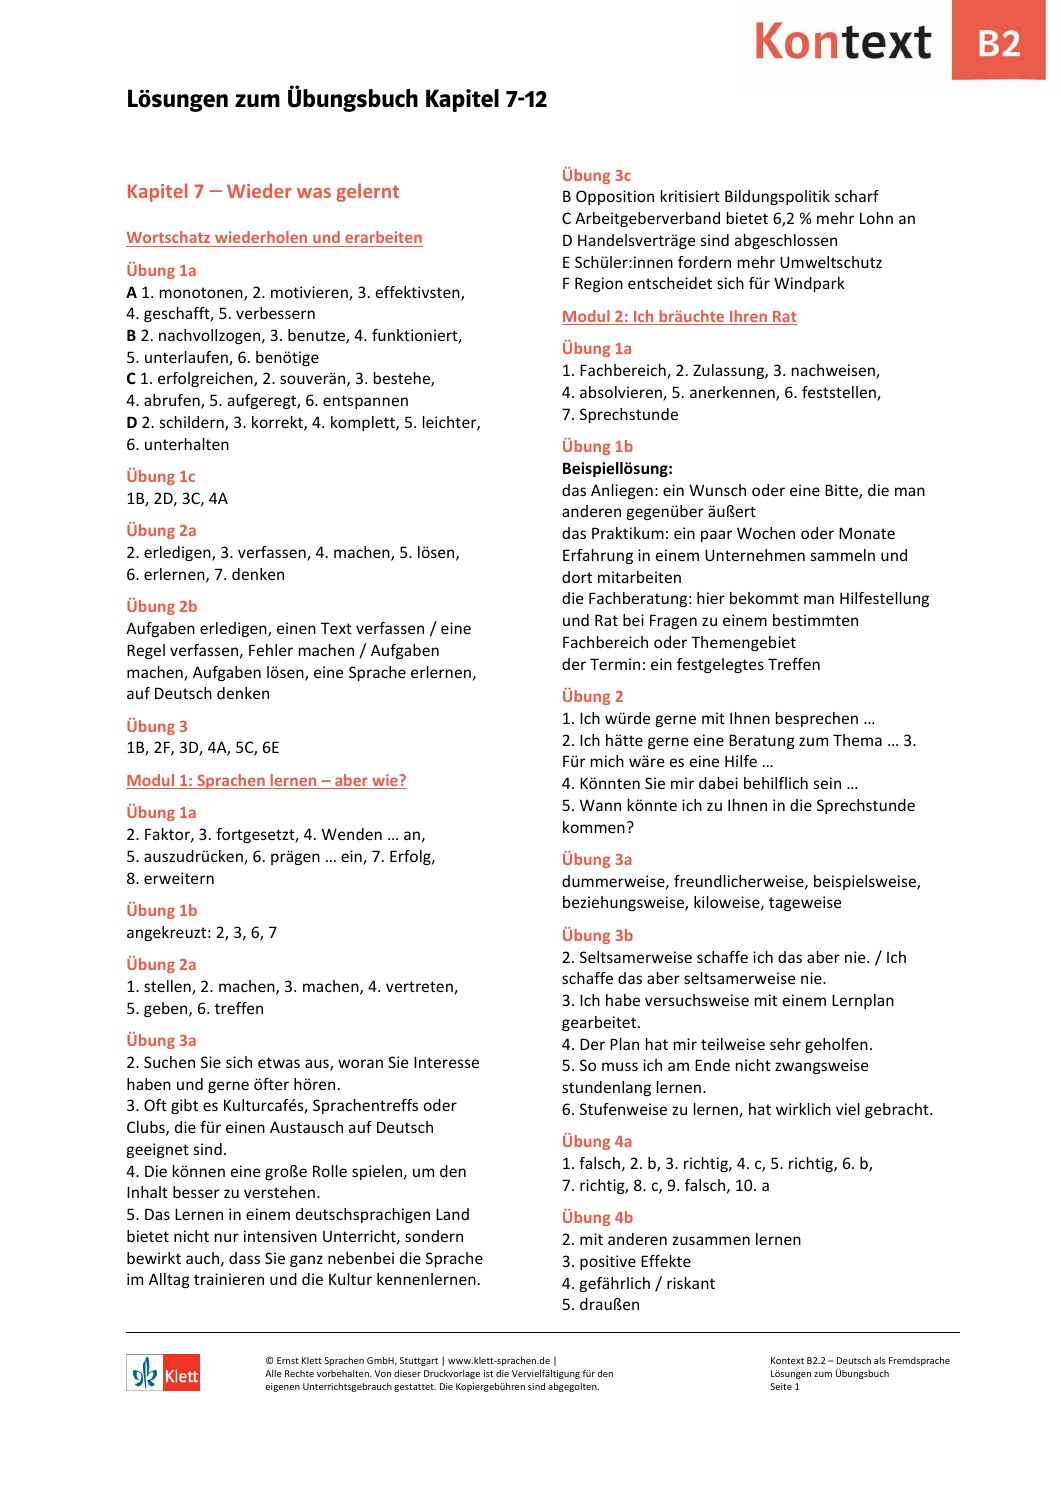 Kontext B2
Lösungen zum Übungsbuch Kapitel 7-12
Kapitel 7 – Wieder was gelernt
Wortschatz wiederholen und erarbeiten
Übung 1a
A 1. monotonen, 2. motivieren, 3. effektivsten,
4. geschafft, 5. verbessern
B 2. nachvollzogen, 3. benutze, 4. funktioniert,
5. unterlaufen, 6. benötige
C 1. erfolgreichen, 2. souverän, 3. bestehe,
4. abrufen, 5. aufgeregt, 6. entspannen
D 2. schildern, 3. korrekt, 4. komplett, 5. leichter,
6. unterhalten
Übung 1c
1B, 2D, 3C, 4A
Übung 2a
2. erledigen, 3. verfassen, 4. machen, 5. lösen,
6. erlernen, 7. denken
Übung 2b
Aufgaben erledigen, einen Text verfassen / eine
Regel verfassen, Fehler machen / Aufgaben
machen, Aufgaben lösen, eine Sprache erlernen,
auf Deutsch denken
Übung 3
1B, 2F, 3D, 4A, 5C, 6E
Modul 1: Sprachen lernen – aber wie?
Übung 1a
2. Faktor, 3. fortgesetzt, 4. Wenden … an,
5. auszudrücken, 6. prägen … ein, 7. Erfolg,
8. erweitern
Übung 1b
angekreuzt: 2, 3, 6, 7
Übung 2a
1. stellen, 2. machen, 3. machen, 4. vertreten,
5. geben, 6. treffen
Übung 3a
2. Suchen Sie sich etwas aus, woran Sie Interesse
haben und gerne öfter hören.
3. Oft gibt es Kulturcafés, Sprachentreffs oder
Clubs, die für einen Austausch auf Deutsch
geeignet sind.
4. Die können eine große Rolle spielen, um den
Inhalt besser zu verstehen.
5. Das Lernen in einem deutschsprachigen Land
bietet nicht nur intensiven Unterricht, sondern
bewirkt auch, dass Sie ganz nebenbei die Sprache
im Alltag trainieren und die Kultur kennenlernen.
Übung 3c
B Opposition kritisiert Bildungspolitik scharf
C Arbeitgeberverband bietet 6,2 % mehr Lohn an
D Handelsverträge sind abgeschlossen
E Schüler:innen fordern mehr Umweltschutz
F Region entscheidet sich für Windpark
Modul 2: Ich bräuchte Ihren Rat
Übung 1a
1. Fachbereich, 2. Zulassung, 3. nachweisen,
4. absolvieren, 5. anerkennen, 6. feststellen,
7. Sprechstunde
Übung 1b
Beispiellösung:
das Anliegen: ein Wunsch oder eine Bitte, die man
anderen gegenüber äußert
das Praktikum: ein paar Wochen oder Monate
Erfahrung in einem Unternehmen sammeln und
dort mitarbeiten
die Fachberatung: hier bekommt man Hilfestellung
und Rat bei Fragen zu einem bestimmten
Fachbereich oder Themengebiet
der Termin: ein festgelegtes Treffen
Übung 2
1. Ich würde gerne mit Ihnen besprechen …
2. Ich hätte gerne eine Beratung zum Thema … 3.
Für mich wäre es eine Hilfe …
4. Könnten Sie mir dabei behilflich sein …
5. Wann könnte ich zu Ihnen in die Sprechstunde
kommen?
Übung 3a
dummerweise, freundlicherweise, beispielsweise,
beziehungsweise, kiloweise, tageweise
Übung 3b
2. Seltsamerweise schaffe ich das aber nie. / Ich
schaffe das aber seltsamerweise nie.
3. Ich habe versuchsweise mit einem Lernplan
gearbeitet.
4. Der Plan hat mir teilweise sehr geholfen.
5. So muss ich am Ende nicht zwangsweise
stundenlang lernen.
6. Stufenweise zu lernen, hat wirklich viel gebracht.
Übung 4a
1. falsch, 2. b, 3. richtig, 4. c, 5. richtig, 6. b,
7. richtig, 8. c, 9. falsch, 10. a
Übung 4b
2. mit anderen zusammen lernen
3. positive Effekte
4. gefährlich / riskant
5. draußen
Klett
© Ernst Klett Sprachen GmbH, Stuttgart | www.klett-sprachen.de |
Alle Rechte vorbehalten. Von dieser Druckvorlage ist die Vervielfältigung für den
eigenen Unterrichtsgebrauch gestattet. Die Kopiergebühren sind abgegolten.
Kontext B2.2 – Deutsch als Fremdsprache
Lösungen zum Übungsbuch
Seite 1